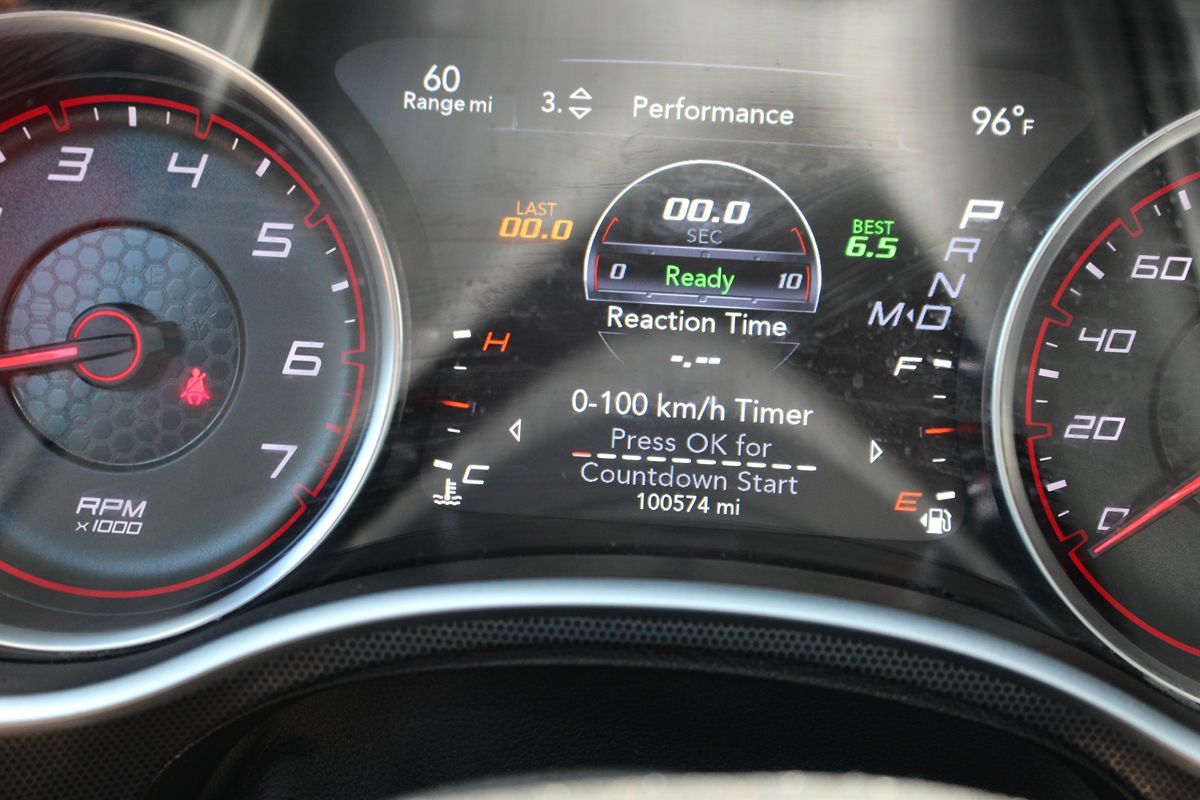 60
Range mi
3.
Performance
96°F
3
4
5
6
7
RPM
x1000
LAST
00.0
00.0
SEC
0
Ready
10
BEST
6.5
P
R
N
M D
Reaction Time
-.--
H
C
0-100 km/h Timer
Press OK for
Countdown Start
100574 mi
F
E
60
40
20
0